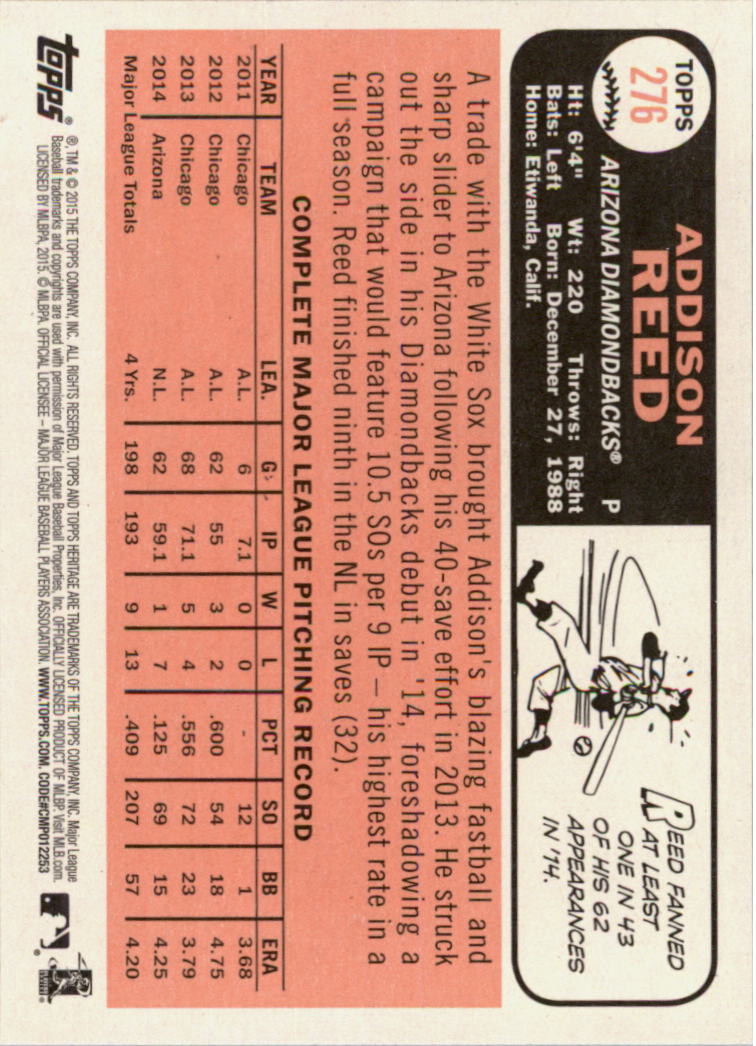 TOPPS
276
ADDISON
REED
ARIZONA DIAMONDBACKS® P
Ht: 6'4" Wt: 220 Throws: Right
Bats: Left Born: December 27, 1988
Home: Etiwanda, Calif.
REED FANNED
AT LEAST
ONE IN 43
OF HIS 62
APPEARANCES
IN '14.
A trade with the White Sox brought Addison's blazing fastball and
sharp slider to Arizona following his 40-save effort in 2013. He struck
out the side in his Diamondbacks debut in '14, foreshadowing a
campaign that would feature 10.5 SOs per 9 IP – his highest rate in a
full season. Reed finished ninth in the NL in saves (32).
COMPLETE MAJOR LEAGUE PITCHING RECORD
YEAR TEAM LEA. G IP W L PCT SO BB ERA
2011 Chicago A.L. 6 7.1 0 0 - 12 1 3.68
2012 Chicago A.L. 62 55 3 2 .600 54 18 4.75
2013 Chicago A.L. 68 71.1 5 4 .556 72 23 3.79
2014 Arizona N.L. 62 59.1 1 7 .125 69 15 4.25
Major League Totals 4 Yrs. 198 193 9 13 .409 207 57 4.20
topps®
®, TM & © 2015 THE TOPPS COMPANY, INC. ALL RIGHTS RESERVED. TOPPS AND TOPPS HERITAGE ARE TRADEMARKS OF THE TOPPS COMPANY, INC. Major League
Baseball trademarks and copyrights are used with permission of Major League Baseball Properties, Inc. OFFICIALLY LICENSED PRODUCT OF MLBP. Visit MLB.com.
LICENSED BY MLBPA, 2015. © MLBPA. OFFICIAL LICENSEE – MAJOR LEAGUE BASEBALL PLAYERS ASSOCIATION. WWW.TOPPS.COM. CODE#CMP012253